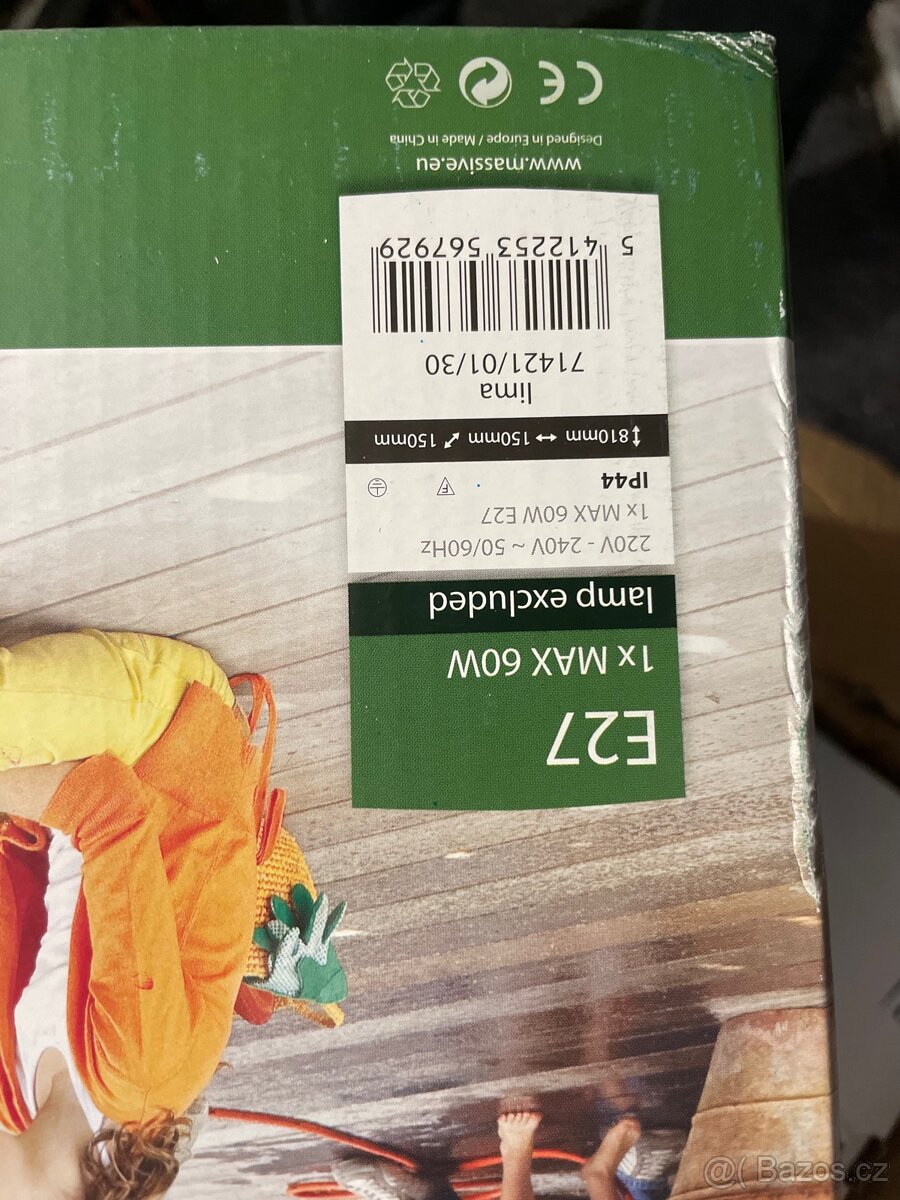 E27
1x MAX 60W
lamp excluded
220V - 240V ~ 50/60Hz
1x MAX 60W E27
IP44 F
810mm 150mm 150mm
lima
71421/01/30
5 412253 567929
www.massive.eu
Designed in Europe / Made in China
CE
@( Bazos.cz